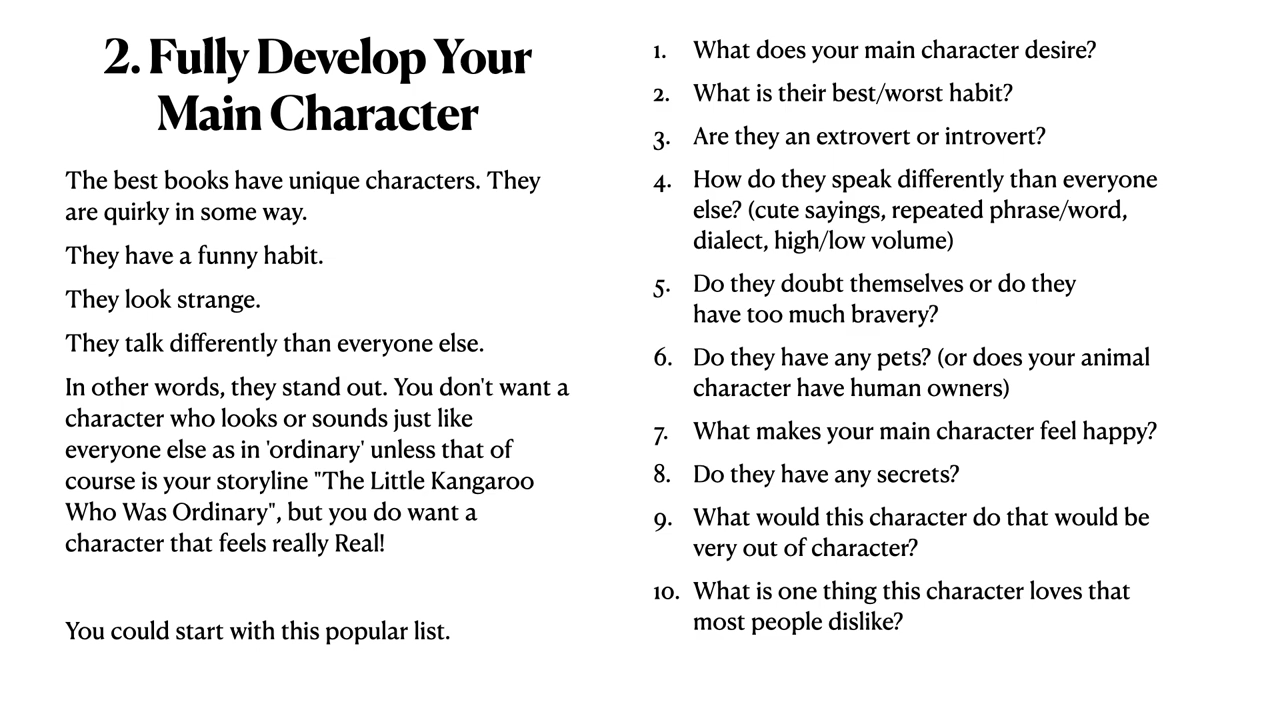 2. Fully Develop Your
Main Character
The best books have unique characters. They
are quirky in some way.
They have a funny habit.
They look strange.
They talk differently than everyone else.
In other words, they stand out. You don't want a
character who looks or sounds just like
everyone else as in 'ordinary' unless that of
course is your storyline "The Little Kangaroo
Who Was Ordinary", but you do want a
character that feels really Real!
You could start with this popular list.
1. What does your main character desire?
2. What is their best/worst habit?
3. Are they an extrovert or introvert?
4. How do they speak differently than everyone
else? (cute sayings, repeated phrase/word,
dialect, high/low volume)
5. Do they doubt themselves or do they
have too much bravery?
6. Do they have any pets? (or does your animal
character have human owners)
7. What makes your main character feel happy?
8. Do they have any secrets?
9. What would this character do that would be
very out of character?
10. What is one thing this character loves that
most people dislike?